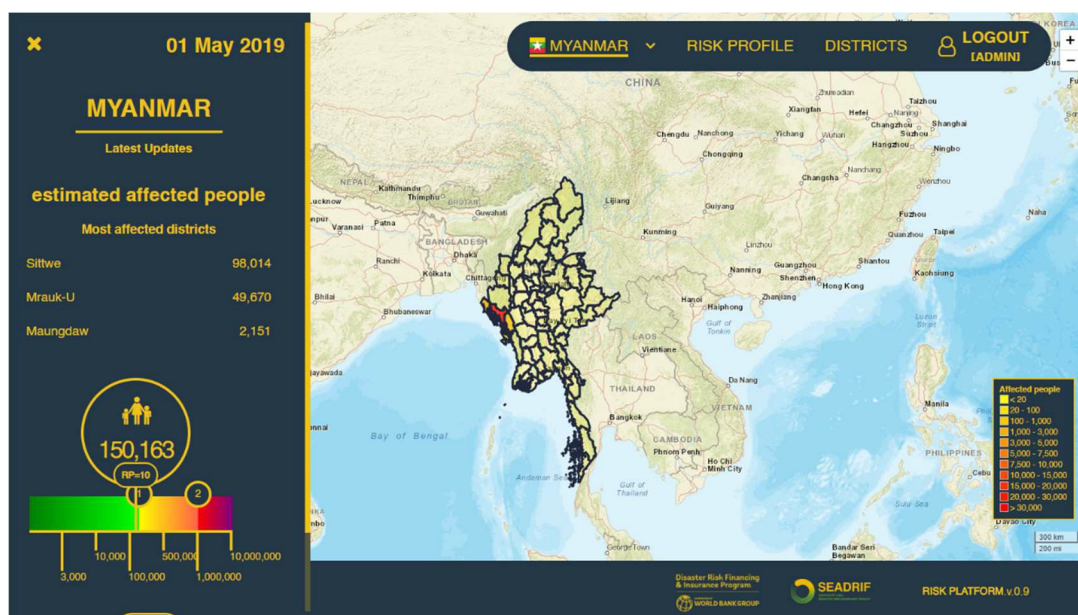 01 May 2019
MYANMAR
Latest Updates
estimated affected people
Most affected districts
Sittwe 98,014
Mrauk-U 49,670
Maungdaw 2,151
150,163
RP=10
1 2
10,000 500,000 10,000,000
3,000 100,000 1,000,000
MYANMAR RISK PROFILE DISTRICTS LOGOUT
[ADMIN]
+
−
CHINA
Zhumadian
Xiangfan Hefei Nanjing Taizhou
Changzhou Suzhou Shanghai
Chengdu Nanchong Yichang Wuhan Hangzhou Ningbo
Chongqing
Changsha Nanchang Wenzhou
NEPAL Kathmandu Thimphu BHUTAN
Lijiang
Guwahati Guiyang
Varanasi Patna Fuzhou Naha
Kunming Quanzhou Taipei
BANGLADESH
Dhaka Linzhou
Ranchi Kolkata Nanning Guangzhou Shantou
Shenzhen Hong Kong Kaohsiung
Bhilai Bhubaneswar Hanoi Haiphong Zhanjiang
Gulf of
Tonkin
Luzon
Strait
LAOS
Vientiane
THAILAND Da Nang
VIETNAM
Bay of Bengal Bangkok Manila
CAMBODIA
Phnom Penh Ho Chi
Minh City
PHILIPPINES
Cebu
Gulf of
Thailand
Sulu Sea
Davao City
GeorgeTown
Bandar Seri
Begawan
Affected people
< 20
20 - 100
100 - 1,000
1,000 - 3,000
3,000 - 5,000
5,000 - 7,500
7,500 - 10,000
10,000 - 15,000
15,000 - 20,000
20,000 - 30,000
> 30,000
300 km
200 mi
Disaster Risk Financing
& Insurance Program
WORLD BANK GROUP
SEADRIF
RISK PLATFORM v.0.9